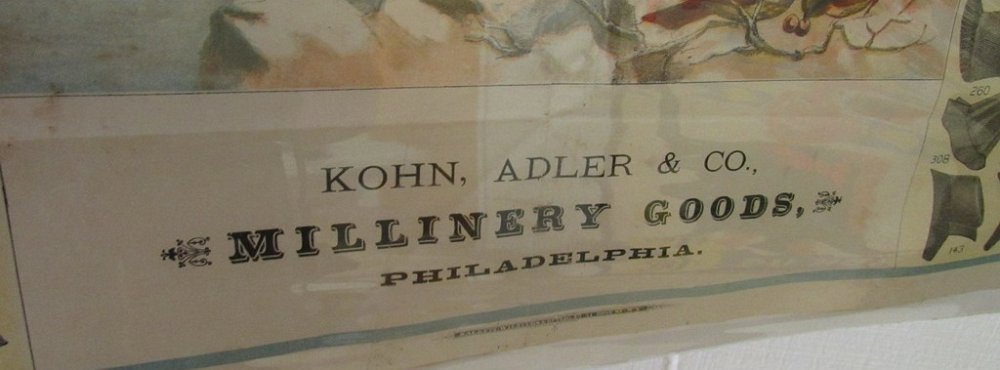 260
308
KOHN, ADLER & CO.,
MILLINERY GOODS,
PHILADELPHIA.
143